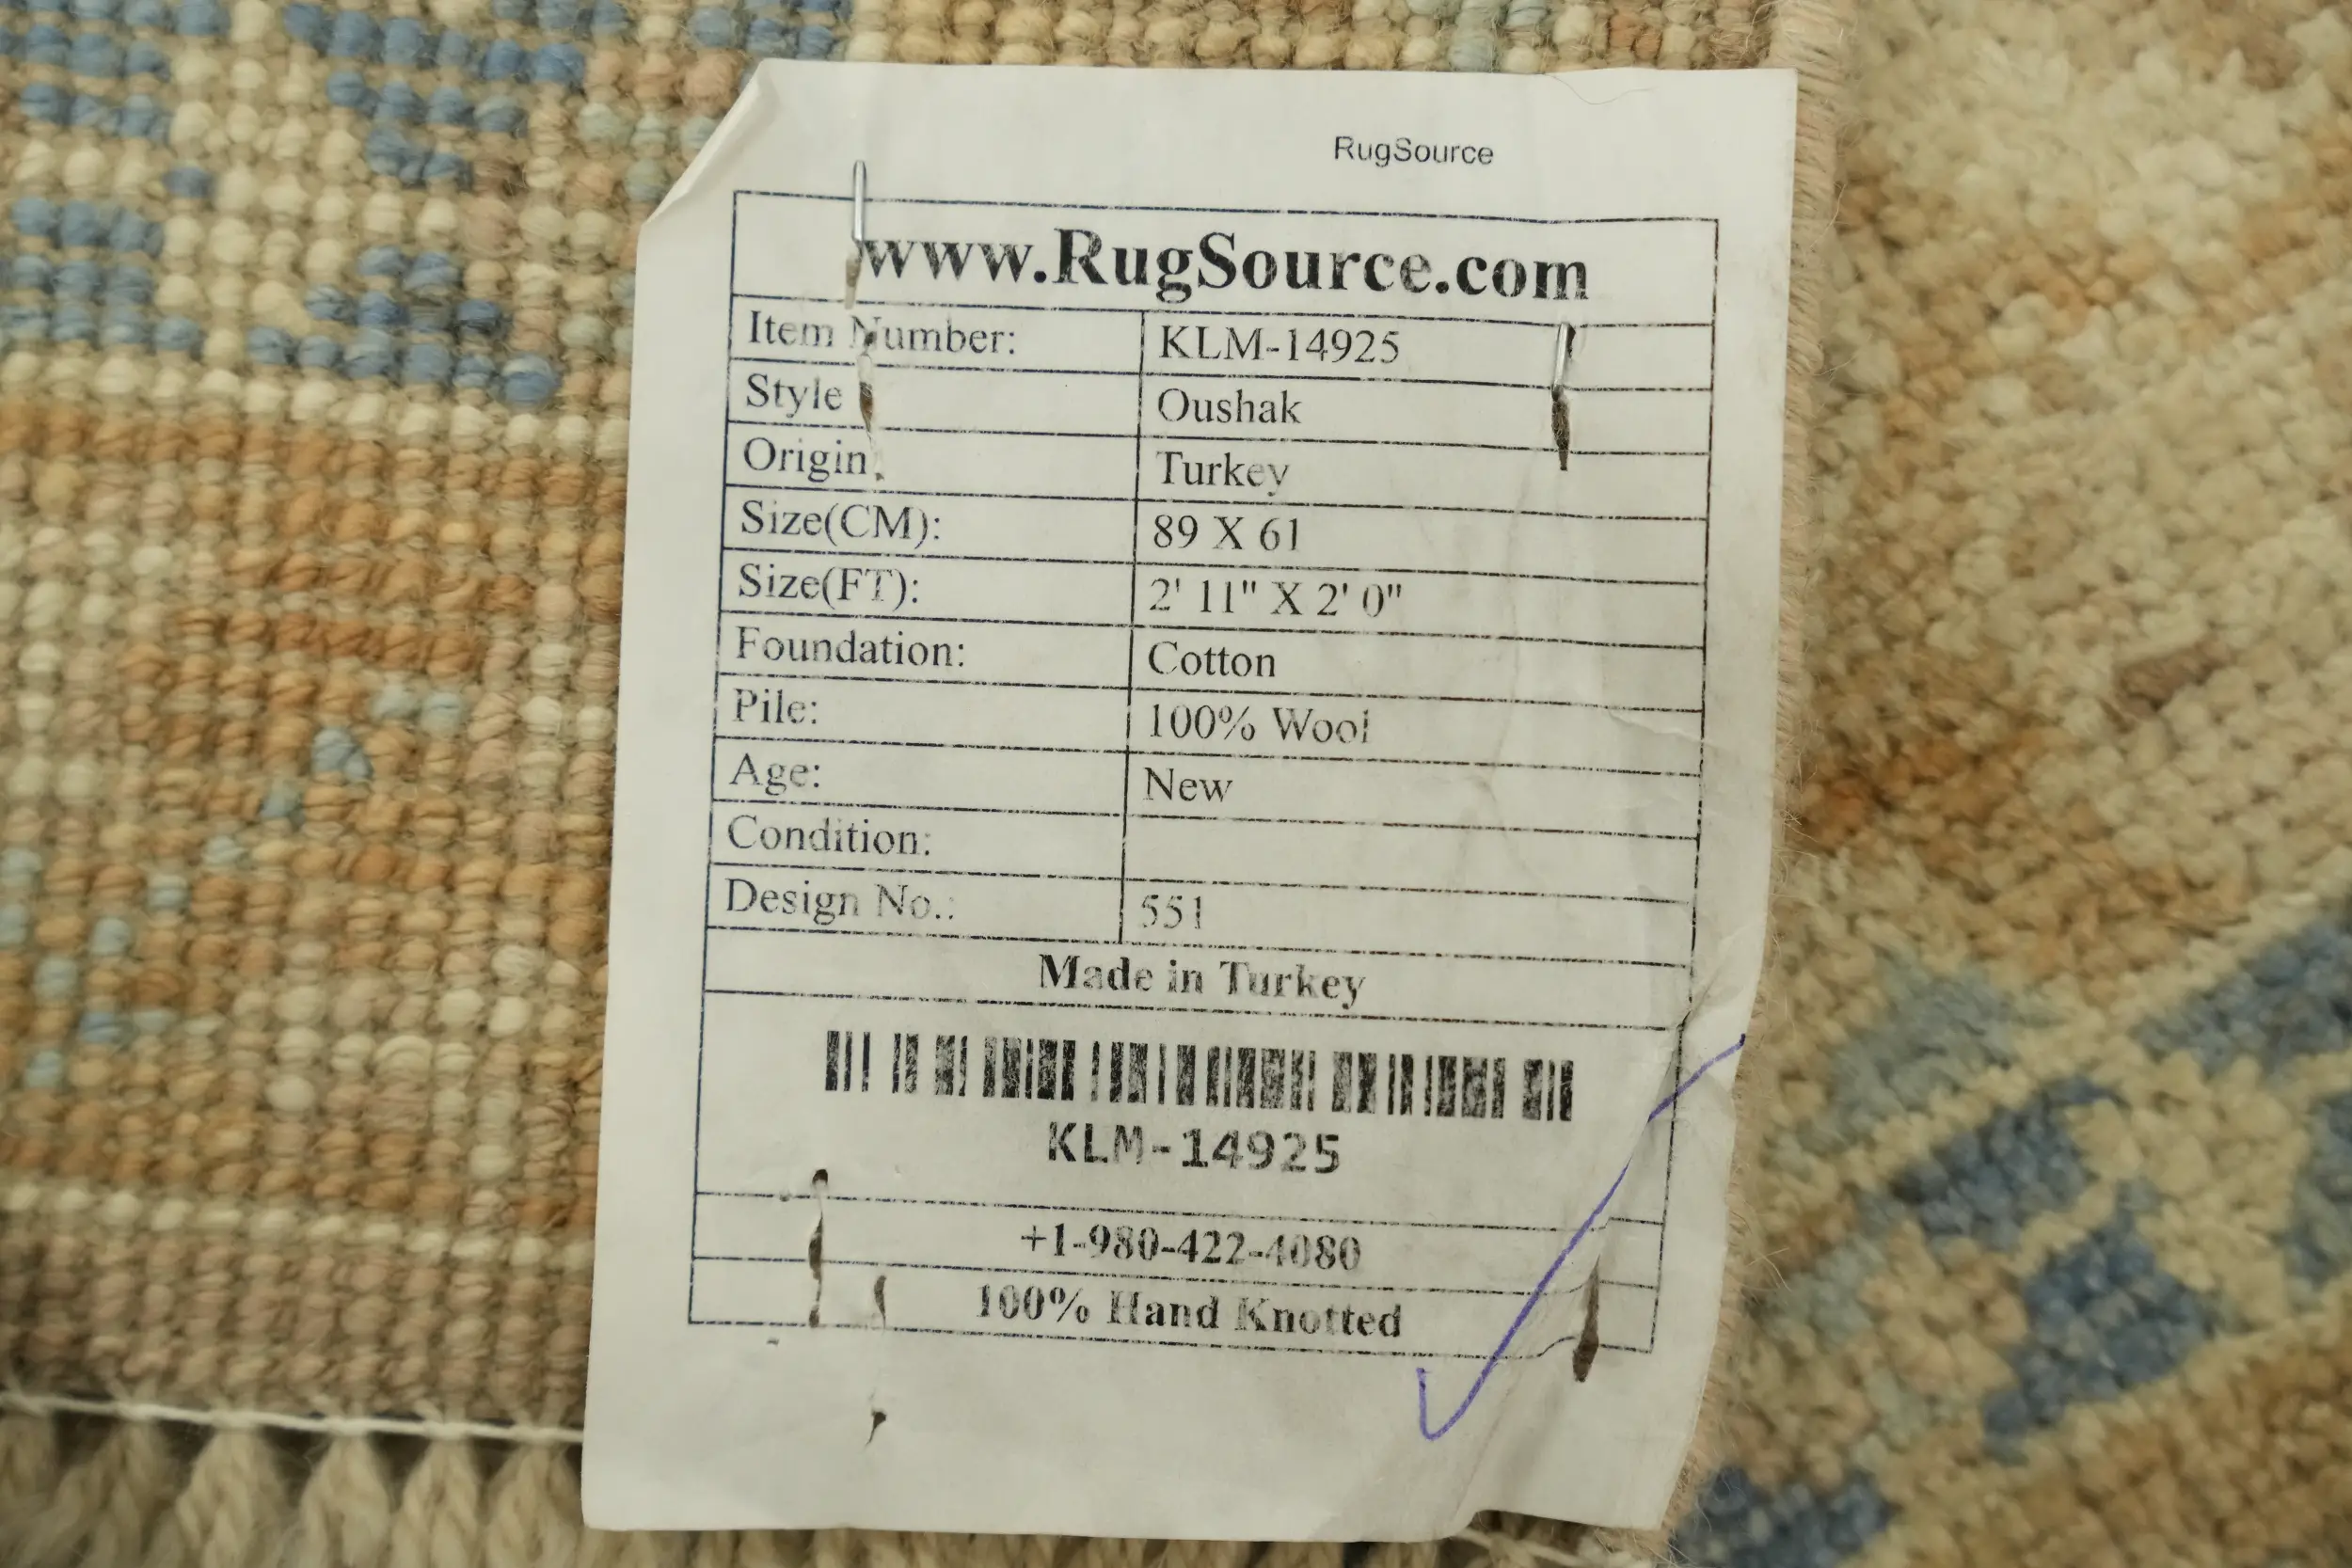 RugSource
www.RugSource.com
Item Number: KLM-14925
Style Oushak
Origin: Turkey
Size(CM): 89 X 61
Size(FT): 2' 11" X 2' 0"
Foundation: Cotton
Pile: 100% Wool
Age: New
Condition:
Design No.: 551
Made in Turkey
KLM-14925
+1-980-422-4080
100% Hand Knotted